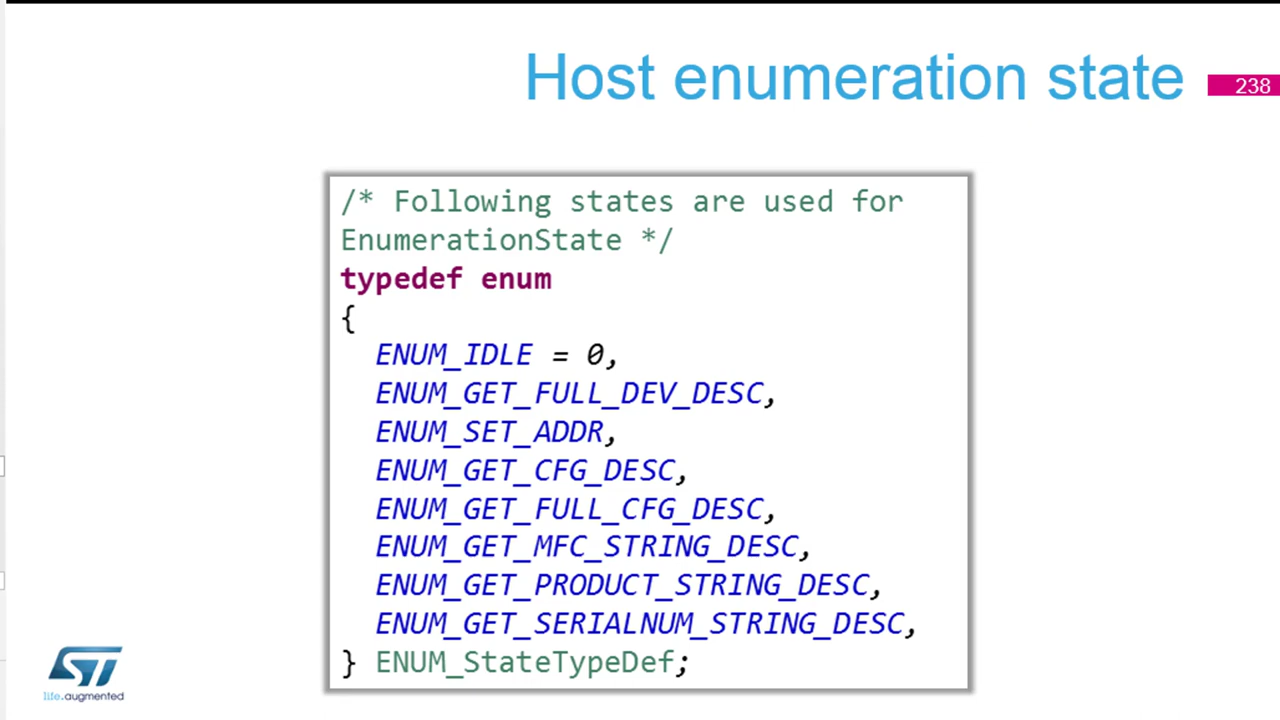 Host enumeration state
238
/* Following states are used for
EnumerationState */
typedef enum
{
ENUM_IDLE = 0,
ENUM_GET_FULL_DEV_DESC,
ENUM_SET_ADDR,
ENUM_GET_CFG_DESC,
ENUM_GET_FULL_CFG_DESC,
ENUM_GET_MFC_STRING_DESC,
ENUM_GET_PRODUCT_STRING_DESC,
ENUM_GET_SERIALNUM_STRING_DESC,
} ENUM_StateTypeDef;
ST
life.augmented